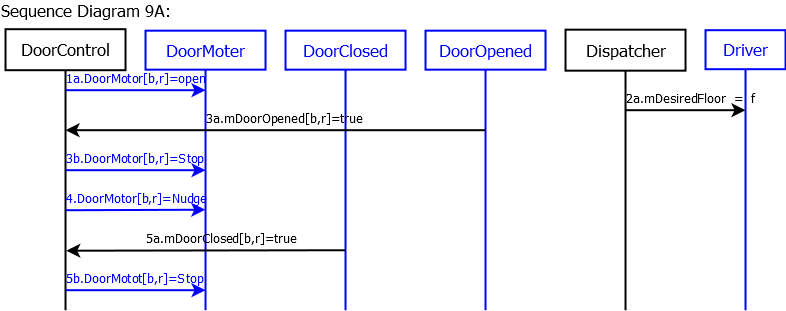 Sequence Diagram 9A:
DoorControl DoorMoter DoorClosed DoorOpened Dispatcher Driver
1a.DoorMotor[b,r]=open
2a.mDesiredFloor = f
3a.mDoorOpened[b,r]=true
3b.DoorMotor[b,r]=Stop
4.DoorMotor[b,r]=Nudge
5a.mDoorClosed[b,r]=true
5b.DoorMotot[b,r]=Stop